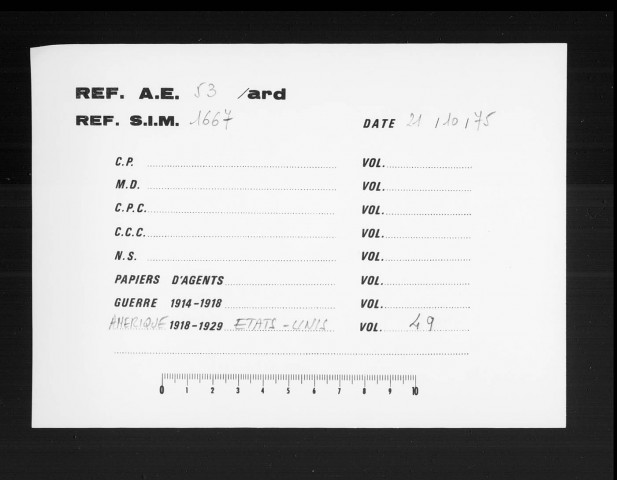 REF. A.E. 53 /ard
REF. S.I.M. 1667
DATE 21 / 10 / 75
C.P. VOL.
M.D. VOL.
C.P.C. VOL.
C.C.C. VOL.
N.S. VOL.
PAPIERS D'AGENTS VOL.
GUERRE 1914-1918 VOL.
AMERIQUE 1918-1929 ETATS-UNIS VOL. 49
0 1 2 3 4 5 6 7 8 9 10